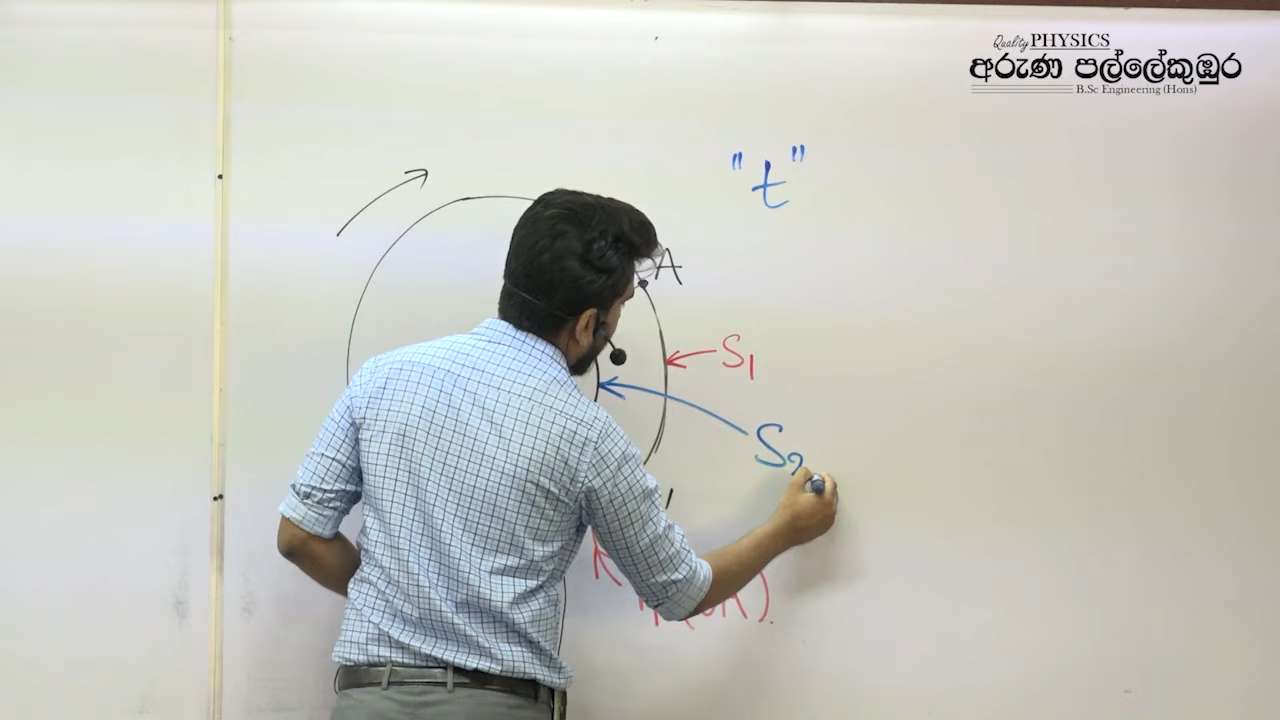 Quality PHYSICS
අරුණ පල්ලේකුඹුර
B.Sc Engineering (Hons)
"t"
A
S1
S2